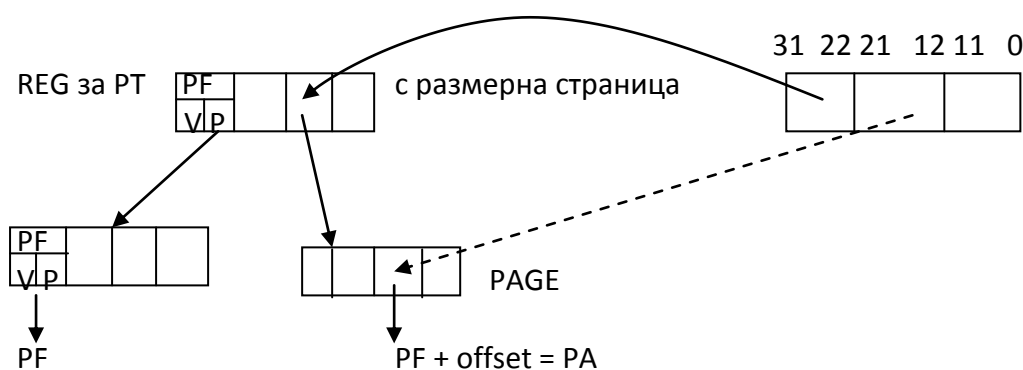 31 22 21 12 11 0
REG за PT
PF
V P
с размерна страница
PF
V P
PAGE
PF
PF + offset = PA